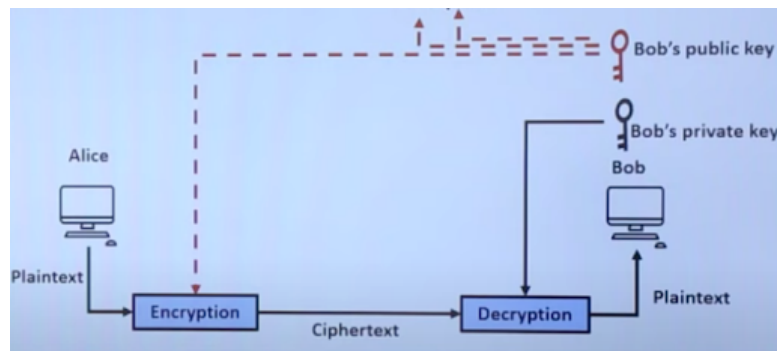 Bob's public key
Bob's private key
Alice
Bob
Plaintext
Encryption
Ciphertext
Decryption
Plaintext